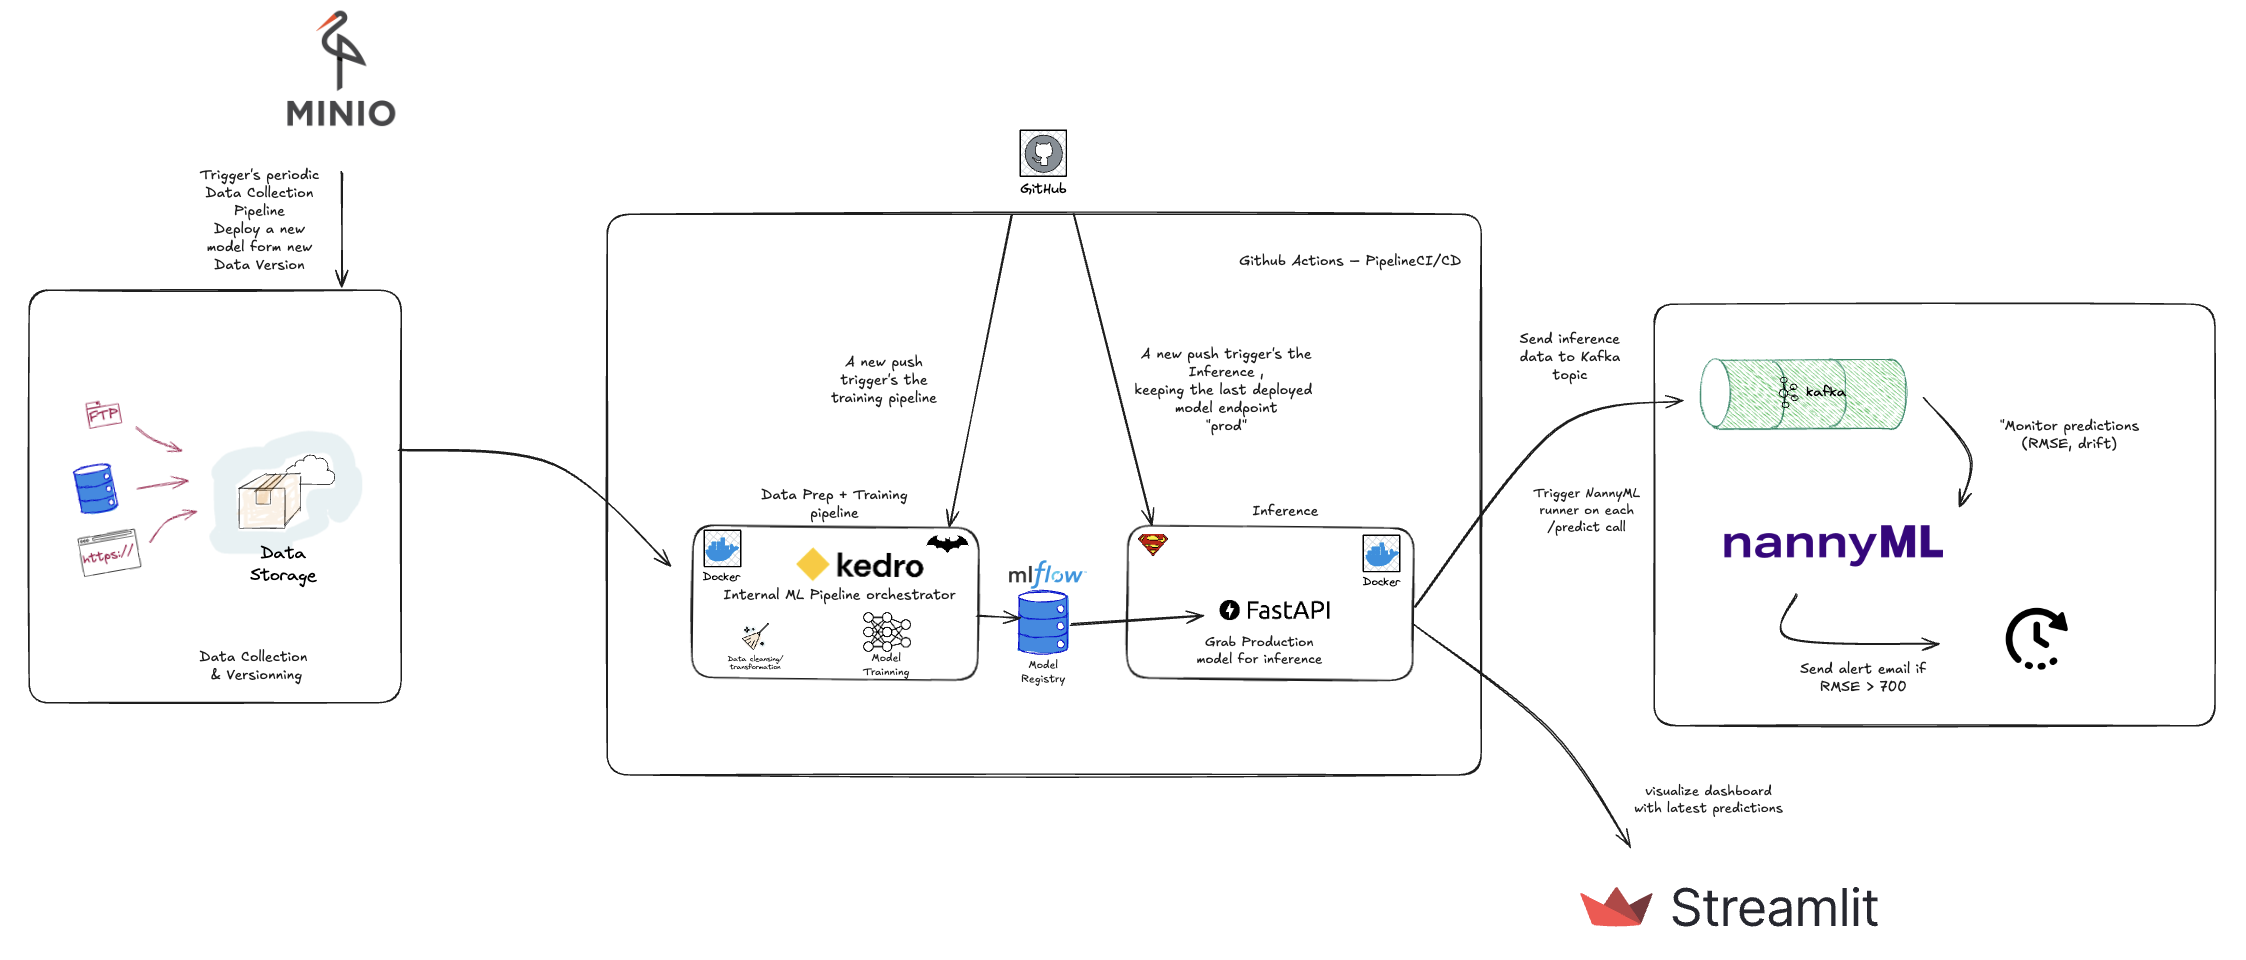 MINIO
Trigger's periodic
Data Collection
Pipeline
Deploy a new
model form new
Data Version
FTP
https://
Data
Storage
Data Collection
& Versionning
GitHub
Github Actions – PipelineCI/CD
A new push
trigger's the
training pipeline
A new push trigger's the
Inference ,
keeping the last deployed
model endpoint
"prod"
Data Prep + Training
pipeline
Docker
kedro
Internal ML Pipeline orchestrator
Data cleansing/
transformation
Model
Trainning
mlflow
Model
Registry
Inference
Docker
FastAPI
Grab Production
model for inference
Send inference
data to Kafka
topic
Trigger NannyML
runner on each
/predict call
kafka
"Monitor predictions
(RMSE, drift)
nannyML
Send alert email if
RMSE > 700
visualize dashboard
with latest predictions
Streamlit